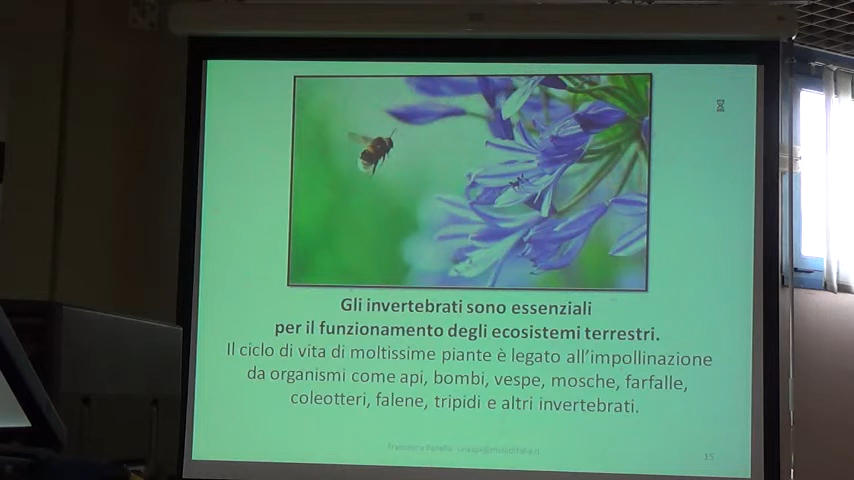 Gli invertebrati sono essenziali
per il funzionamento degli ecosistemi terrestri.
Il ciclo di vita di moltissime piante è legato all'impollinazione
da organismi come api, bombi, vespe, mosche, farfalle,
coleotteri, falene, tripidi e altri invertebrati.
15